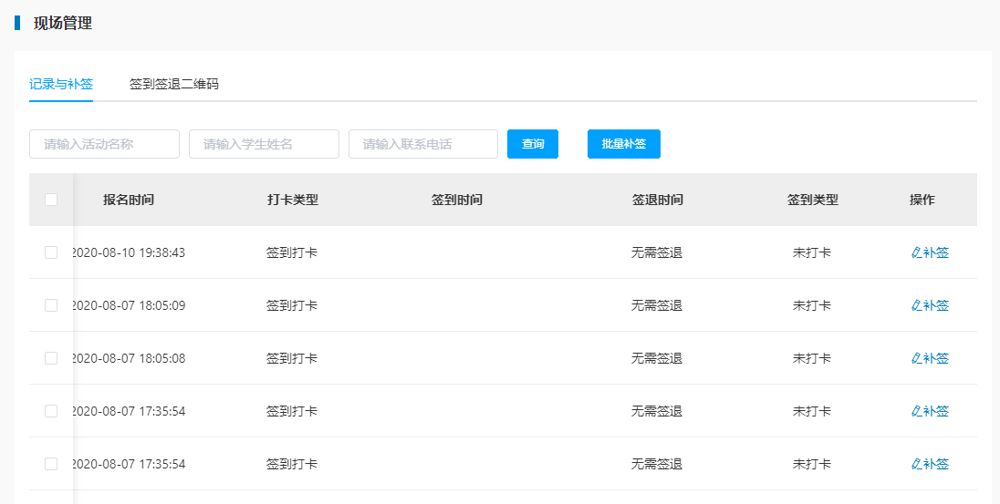 现场管理
记录与补签 签到签退二维码
请输入活动名称 请输入学生姓名 请输入联系电话 查询 批量补签
报名时间 打卡类型 签到时间 签退时间 签到类型 操作
2020-08-10 19:38:43 签到打卡 无需签退 未打卡 补签
2020-08-07 18:05:09 签到打卡 无需签退 未打卡 补签
2020-08-07 18:05:08 签到打卡 无需签退 未打卡 补签
2020-08-07 17:35:54 签到打卡 无需签退 未打卡 补签
2020-08-07 17:35:54 签到打卡 无需签退 未打卡 补签